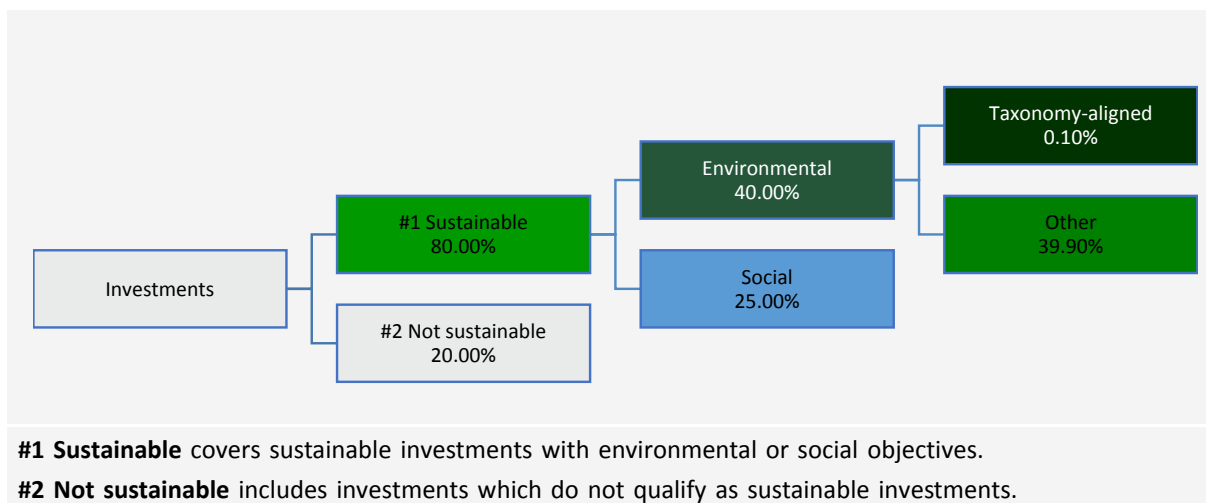 Taxonomy-aligned
0.10%
Environmental
40.00%
#1 Sustainable
80.00%
Other
39.90%
Investments
Social
25.00%
#2 Not sustainable
20.00%
#1 Sustainable covers sustainable investments with environmental or social objectives.
#2 Not sustainable includes investments which do not qualify as sustainable investments.